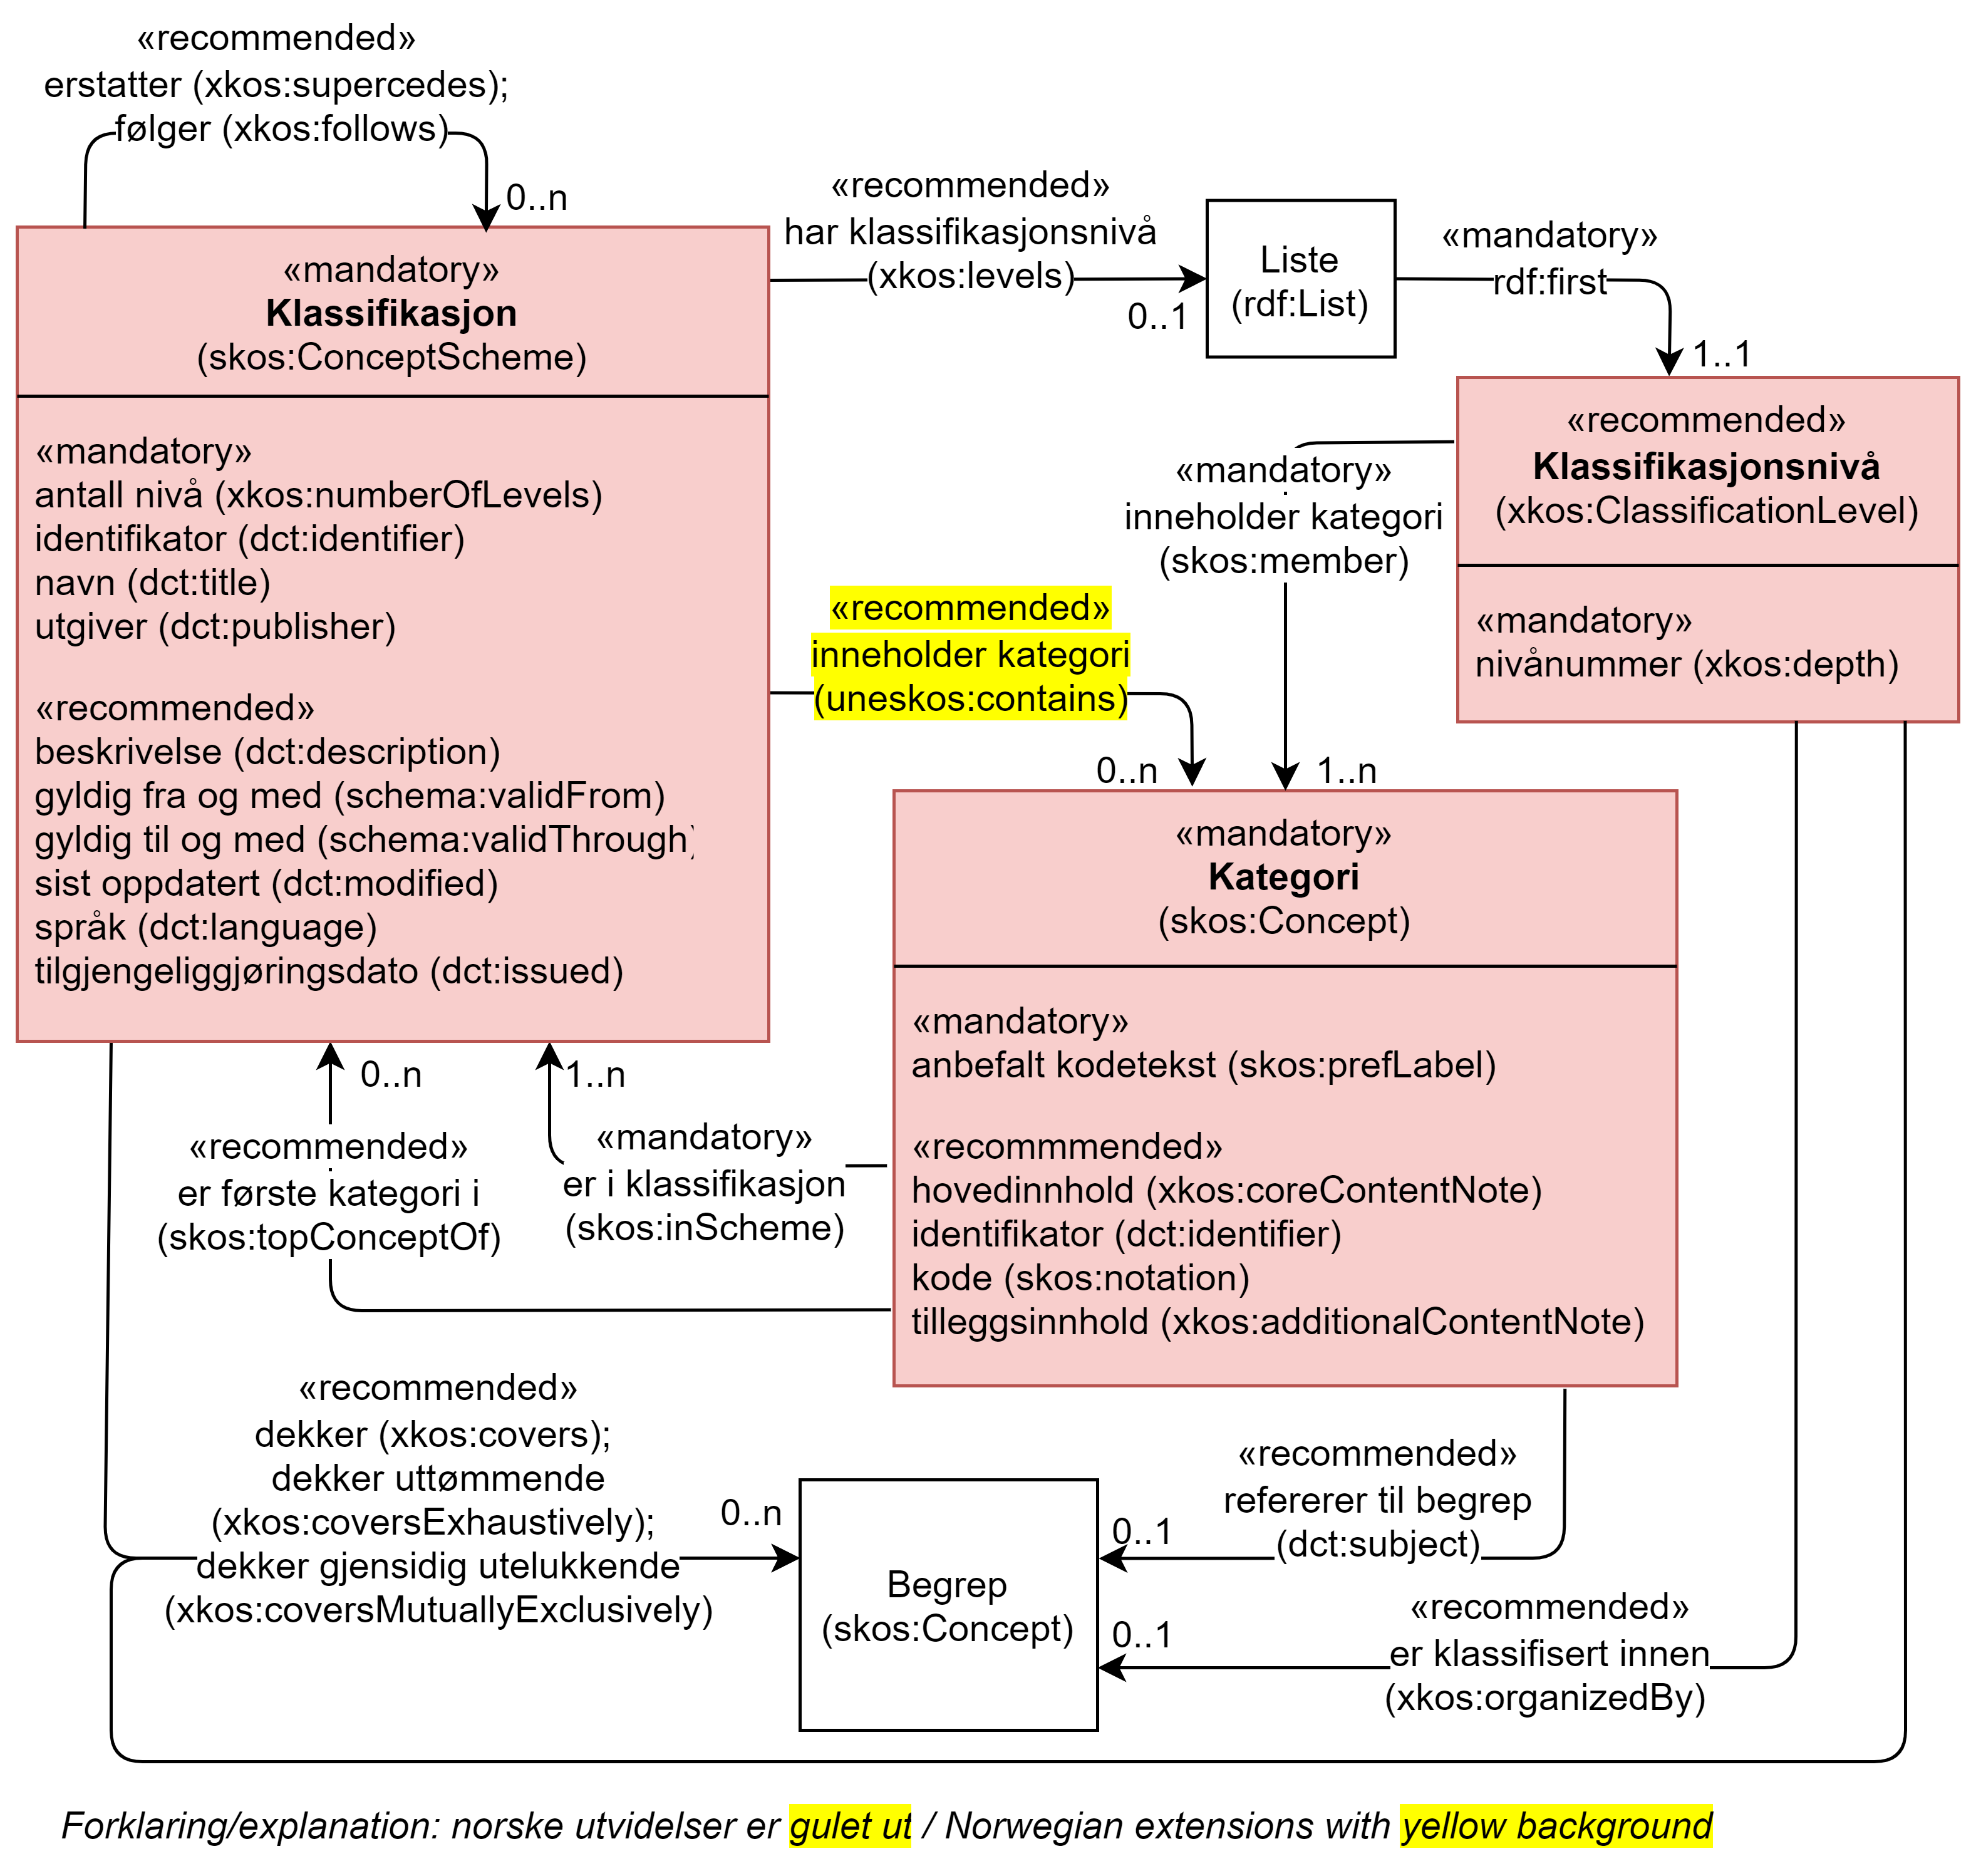 «recommended»
erstatter (xkos:supercedes);
følger (xkos:follows)
0..n
«mandatory»
Klassifikasjon
(skos:ConceptScheme)
«mandatory»
antall nivå (xkos:numberOfLevels)
identifikator (dct:identifier)
navn (dct:title)
utgiver (dct:publisher)
«recommended»
beskrivelse (dct:description)
gyldig fra og med (schema:validFrom)
gyldig til og med (schema:validThrough)
sist oppdatert (dct:modified)
språk (dct:language)
tilgjengeliggjøringsdato (dct:issued)
«recommended»
har klassifikasjonsnivå
(xkos:levels)
0..1
Liste
(rdf:List)
«mandatory»
rdf:first
1..1
«recommended»
Klassifikasjonsnivå
(xkos:ClassificationLevel)
«mandatory»
nivånummer (xkos:depth)
«mandatory»
inneholder kategori
(skos:member)
1..n
«recommended»
inneholder kategori
(uneskos:contains)
0..n
«mandatory»
Kategori
(skos:Concept)
«mandatory»
anbefalt kodetekst (skos:prefLabel)
«recommmended»
hovedinnhold (xkos:coreContentNote)
identifikator (dct:identifier)
kode (skos:notation)
tilleggsinnhold (xkos:additionalContentNote)
0..n
«recommended»
er første kategori i
(skos:topConceptOf)
1..n
«mandatory»
er i klassifikasjon
(skos:inScheme)
«recommended»
dekker (xkos:covers);
dekker uttømmende
(xkos:coversExhaustively);
dekker gjensidig utelukkende
(xkos:coversMutuallyExclusively)
0..n
Begrep
(skos:Concept)
«recommended»
refererer til begrep
(dct:subject)
0..1
«recommended»
er klassifisert innen
(xkos:organizedBy)
0..1
Forklaring/explanation: norske utvidelser er gulet ut / Norwegian extensions with yellow background